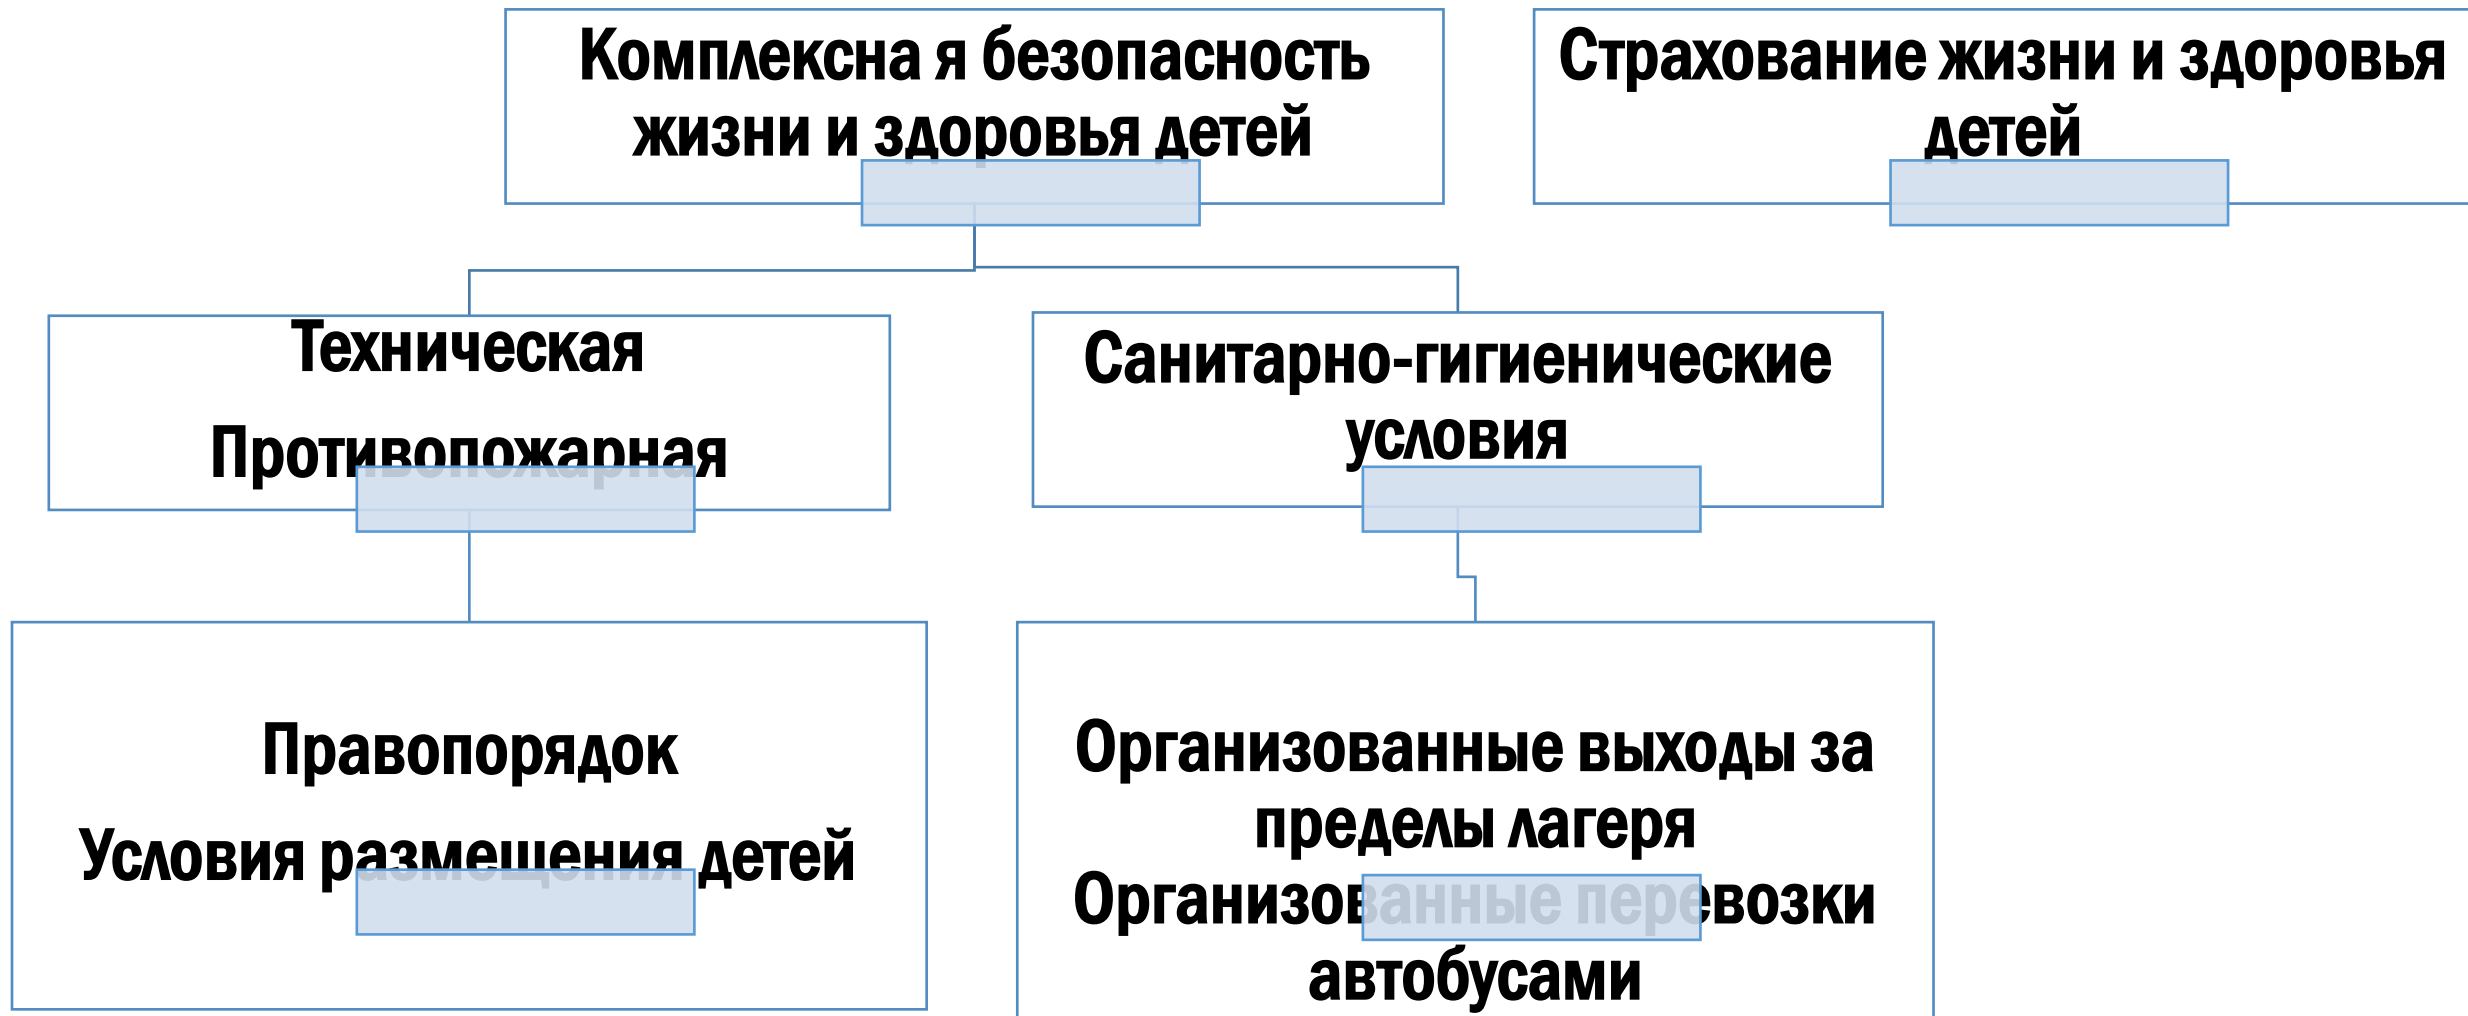 Комплексна я безопасность
жизни и здоровья детей
Страхование жизни и здоровья
детей
Техническая
Противопожарная
Санитарно-гигиенические
условия
Правопорядок
Условия размещения детей
Организованные выходы за
пределы лагеря
Организованные перевозки
автобусами